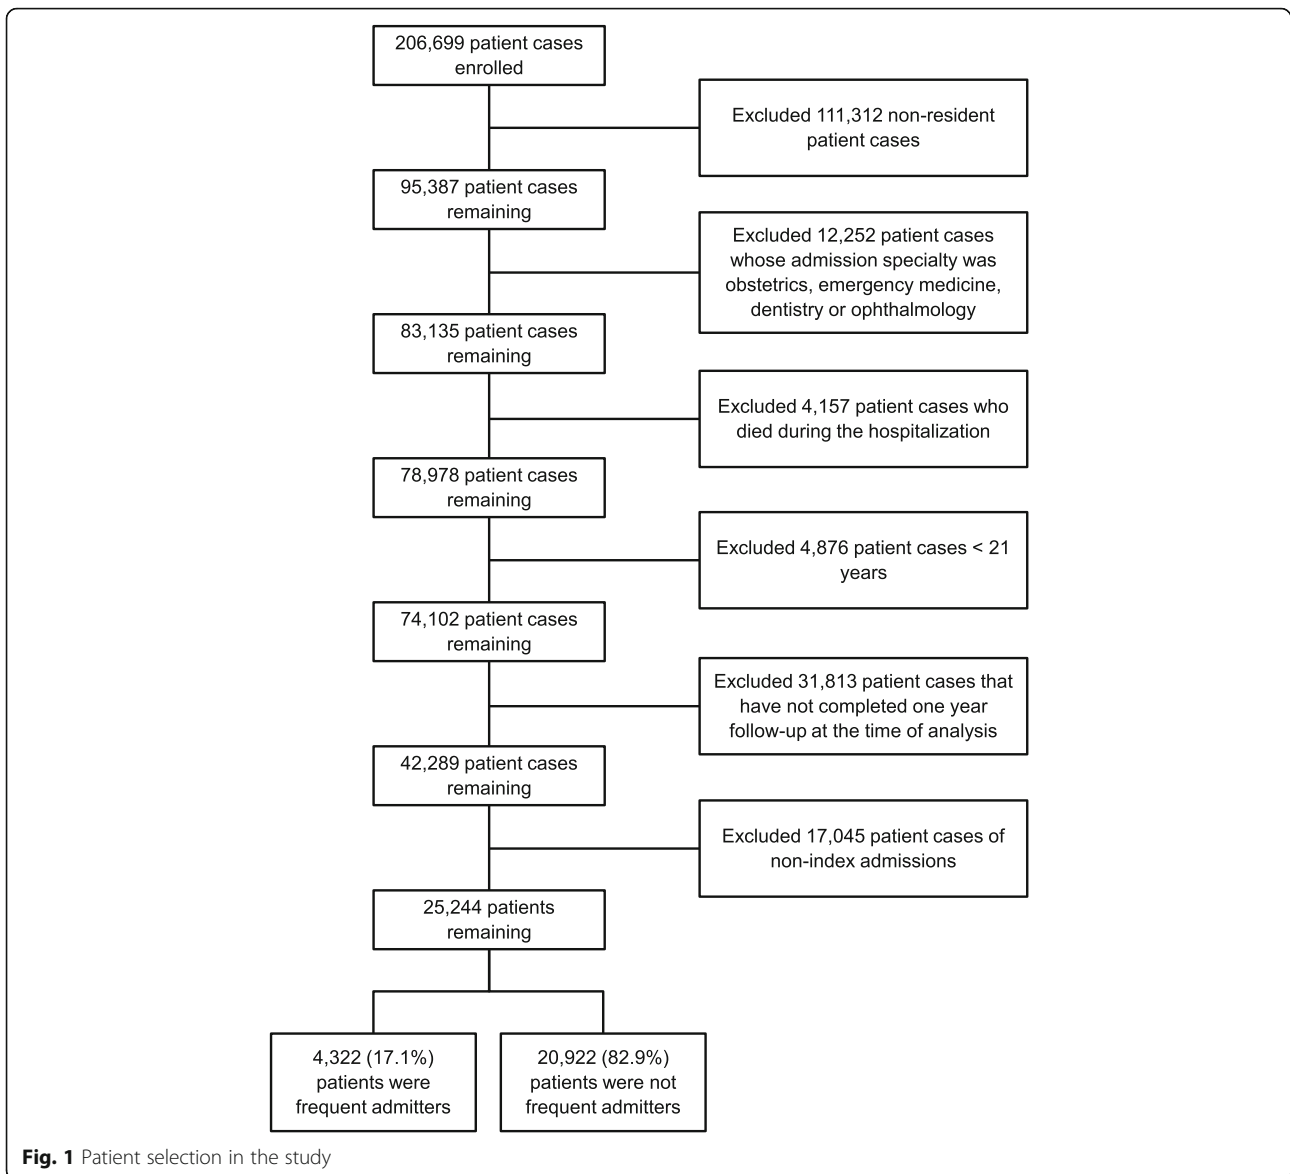 206,699 patient cases
enrolled
Excluded 111,312 non-resident
patient cases
95,387 patient cases
remaining
Excluded 12,252 patient cases
whose admission specialty was
obstetrics, emergency medicine,
dentistry or ophthalmology
83,135 patient cases
remaining
Excluded 4,157 patient cases who
died during the hospitalization
78,978 patient cases
remaining
Excluded 4,876 patient cases < 21
years
74,102 patient cases
remaining
Excluded 31,813 patient cases that
have not completed one year
follow-up at the time of analysis
42,289 patient cases
remaining
Excluded 17,045 patient cases of
non-index admissions
25,244 patients
remaining
4,322 (17.1%)
patients were
frequent admitters
20,922 (82.9%)
patients were not
frequent admitters
Fig. 1 Patient selection in the study